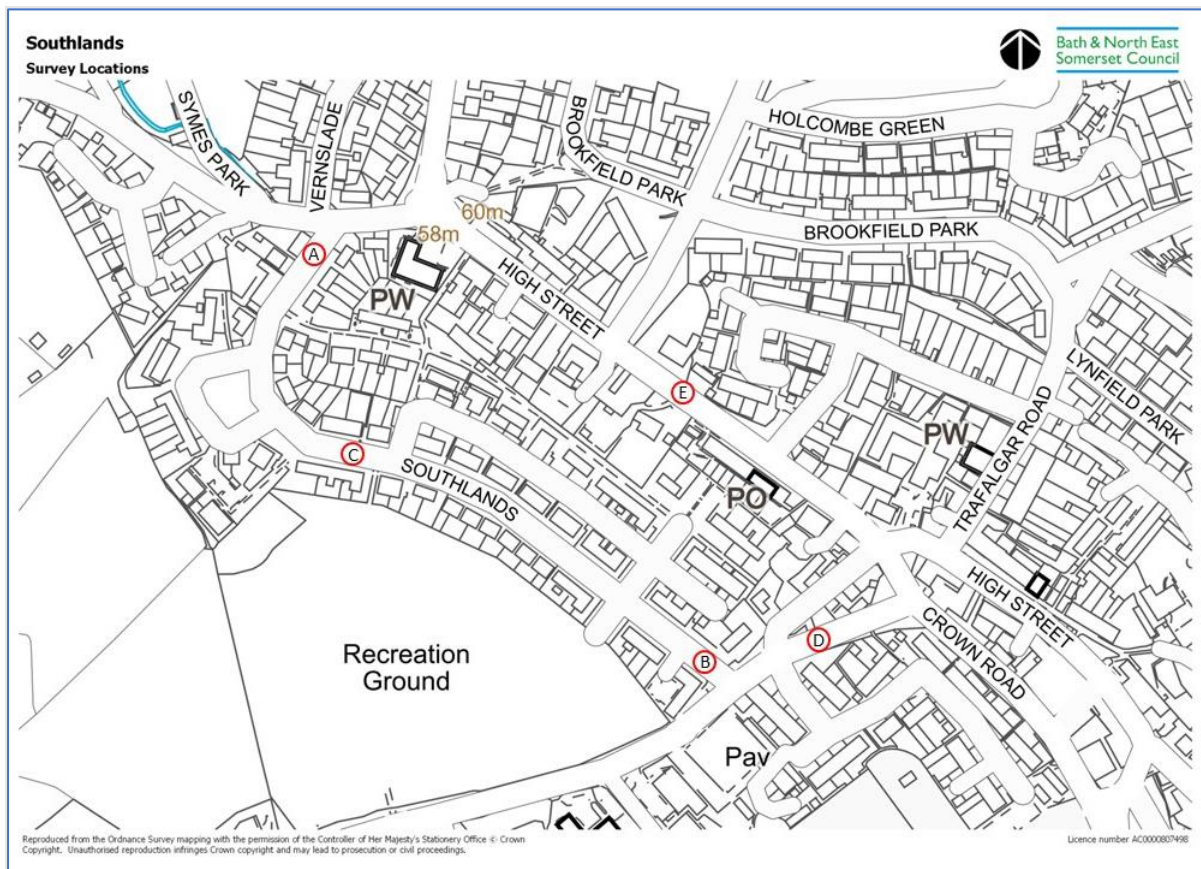 Southlands
Survey Locations
Bath & North East
Somerset Council
SYMES PARK
VERNSLADE
BROOKFIELD PARK
HOLCOMBE GREEN
BROOKFIELD PARK
60m
58m
A
PW
HIGH STREET
E
LYNFIELD PARK
PW
TRAFALGAR ROAD
C
SOUTHLANDS
PO
HIGH STREET
CROWN ROAD
D
B
Recreation
Ground
Pav
Reproduced from the Ordnance Survey mapping with the permission of the Controller of Her Majesty's Stationery Office © Crown
Copyright. Unauthorised reproduction infringes Crown copyright and may lead to prosecution or civil proceedings.
Licence number AC0000807498